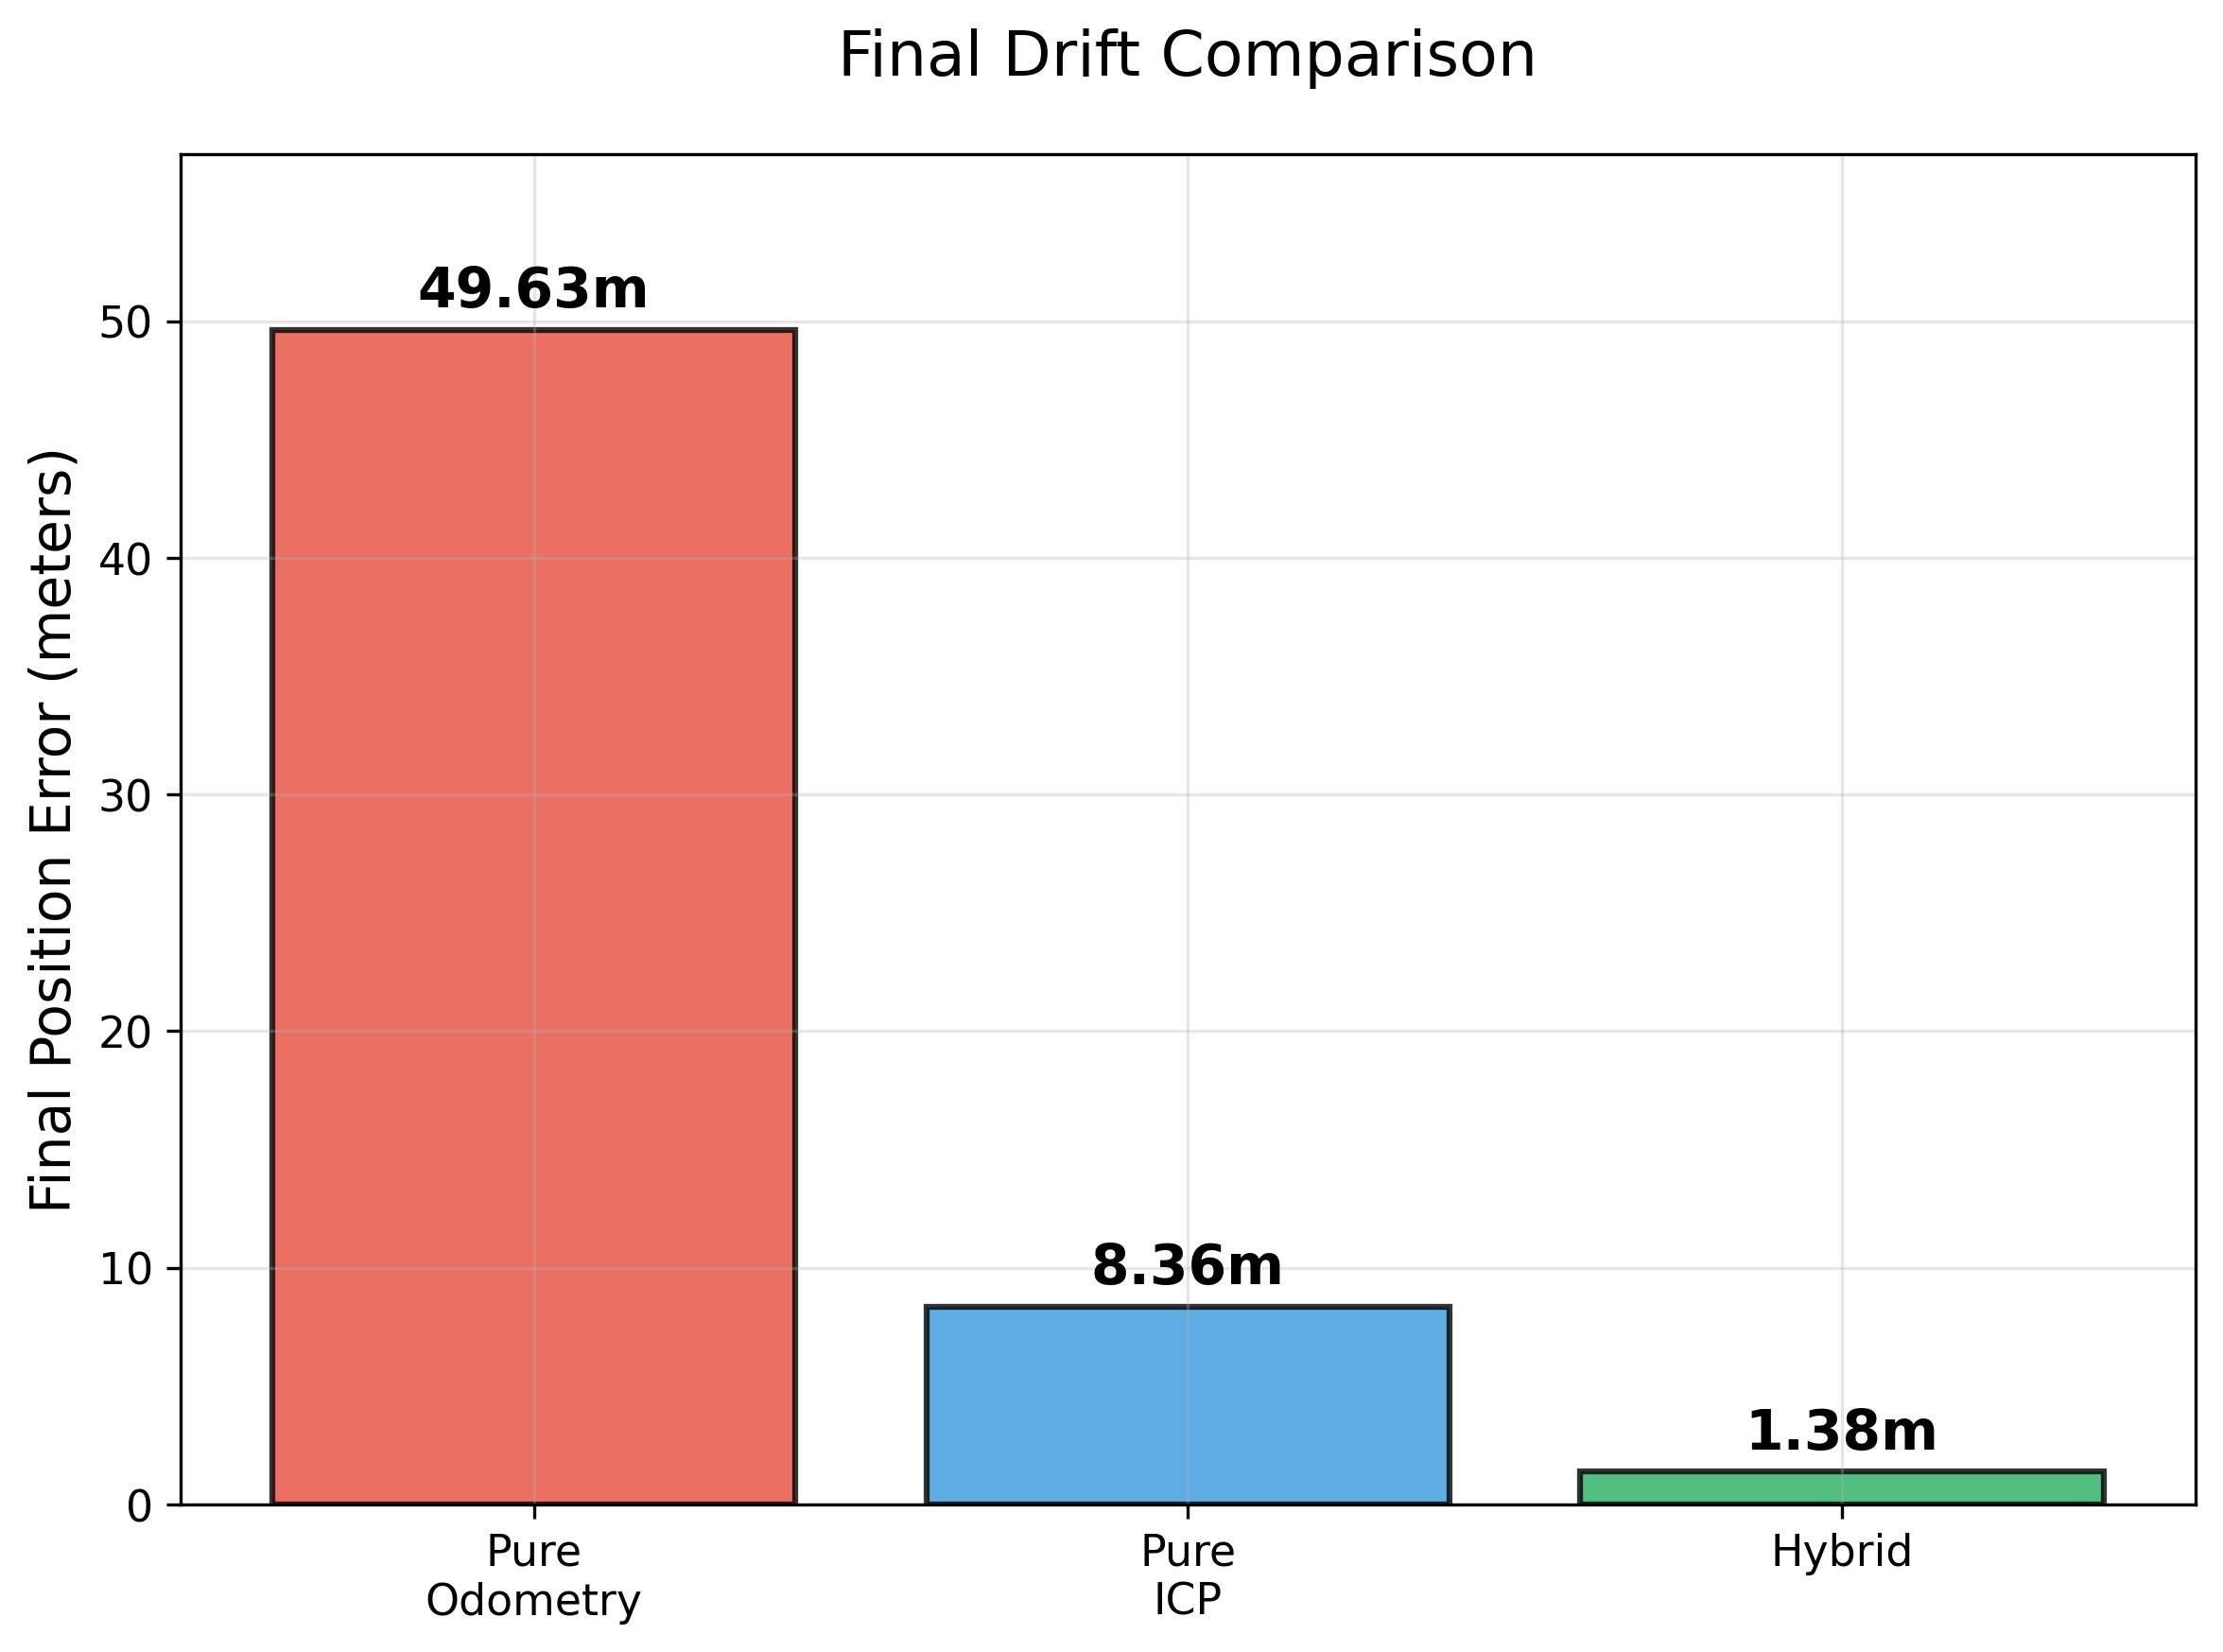 Final Drift Comparison
Final Position Error (meters)
50
40
30
20
10
0
49.63m
8.36m
1.38m
Pure
Odometry
Pure
ICP
Hybrid